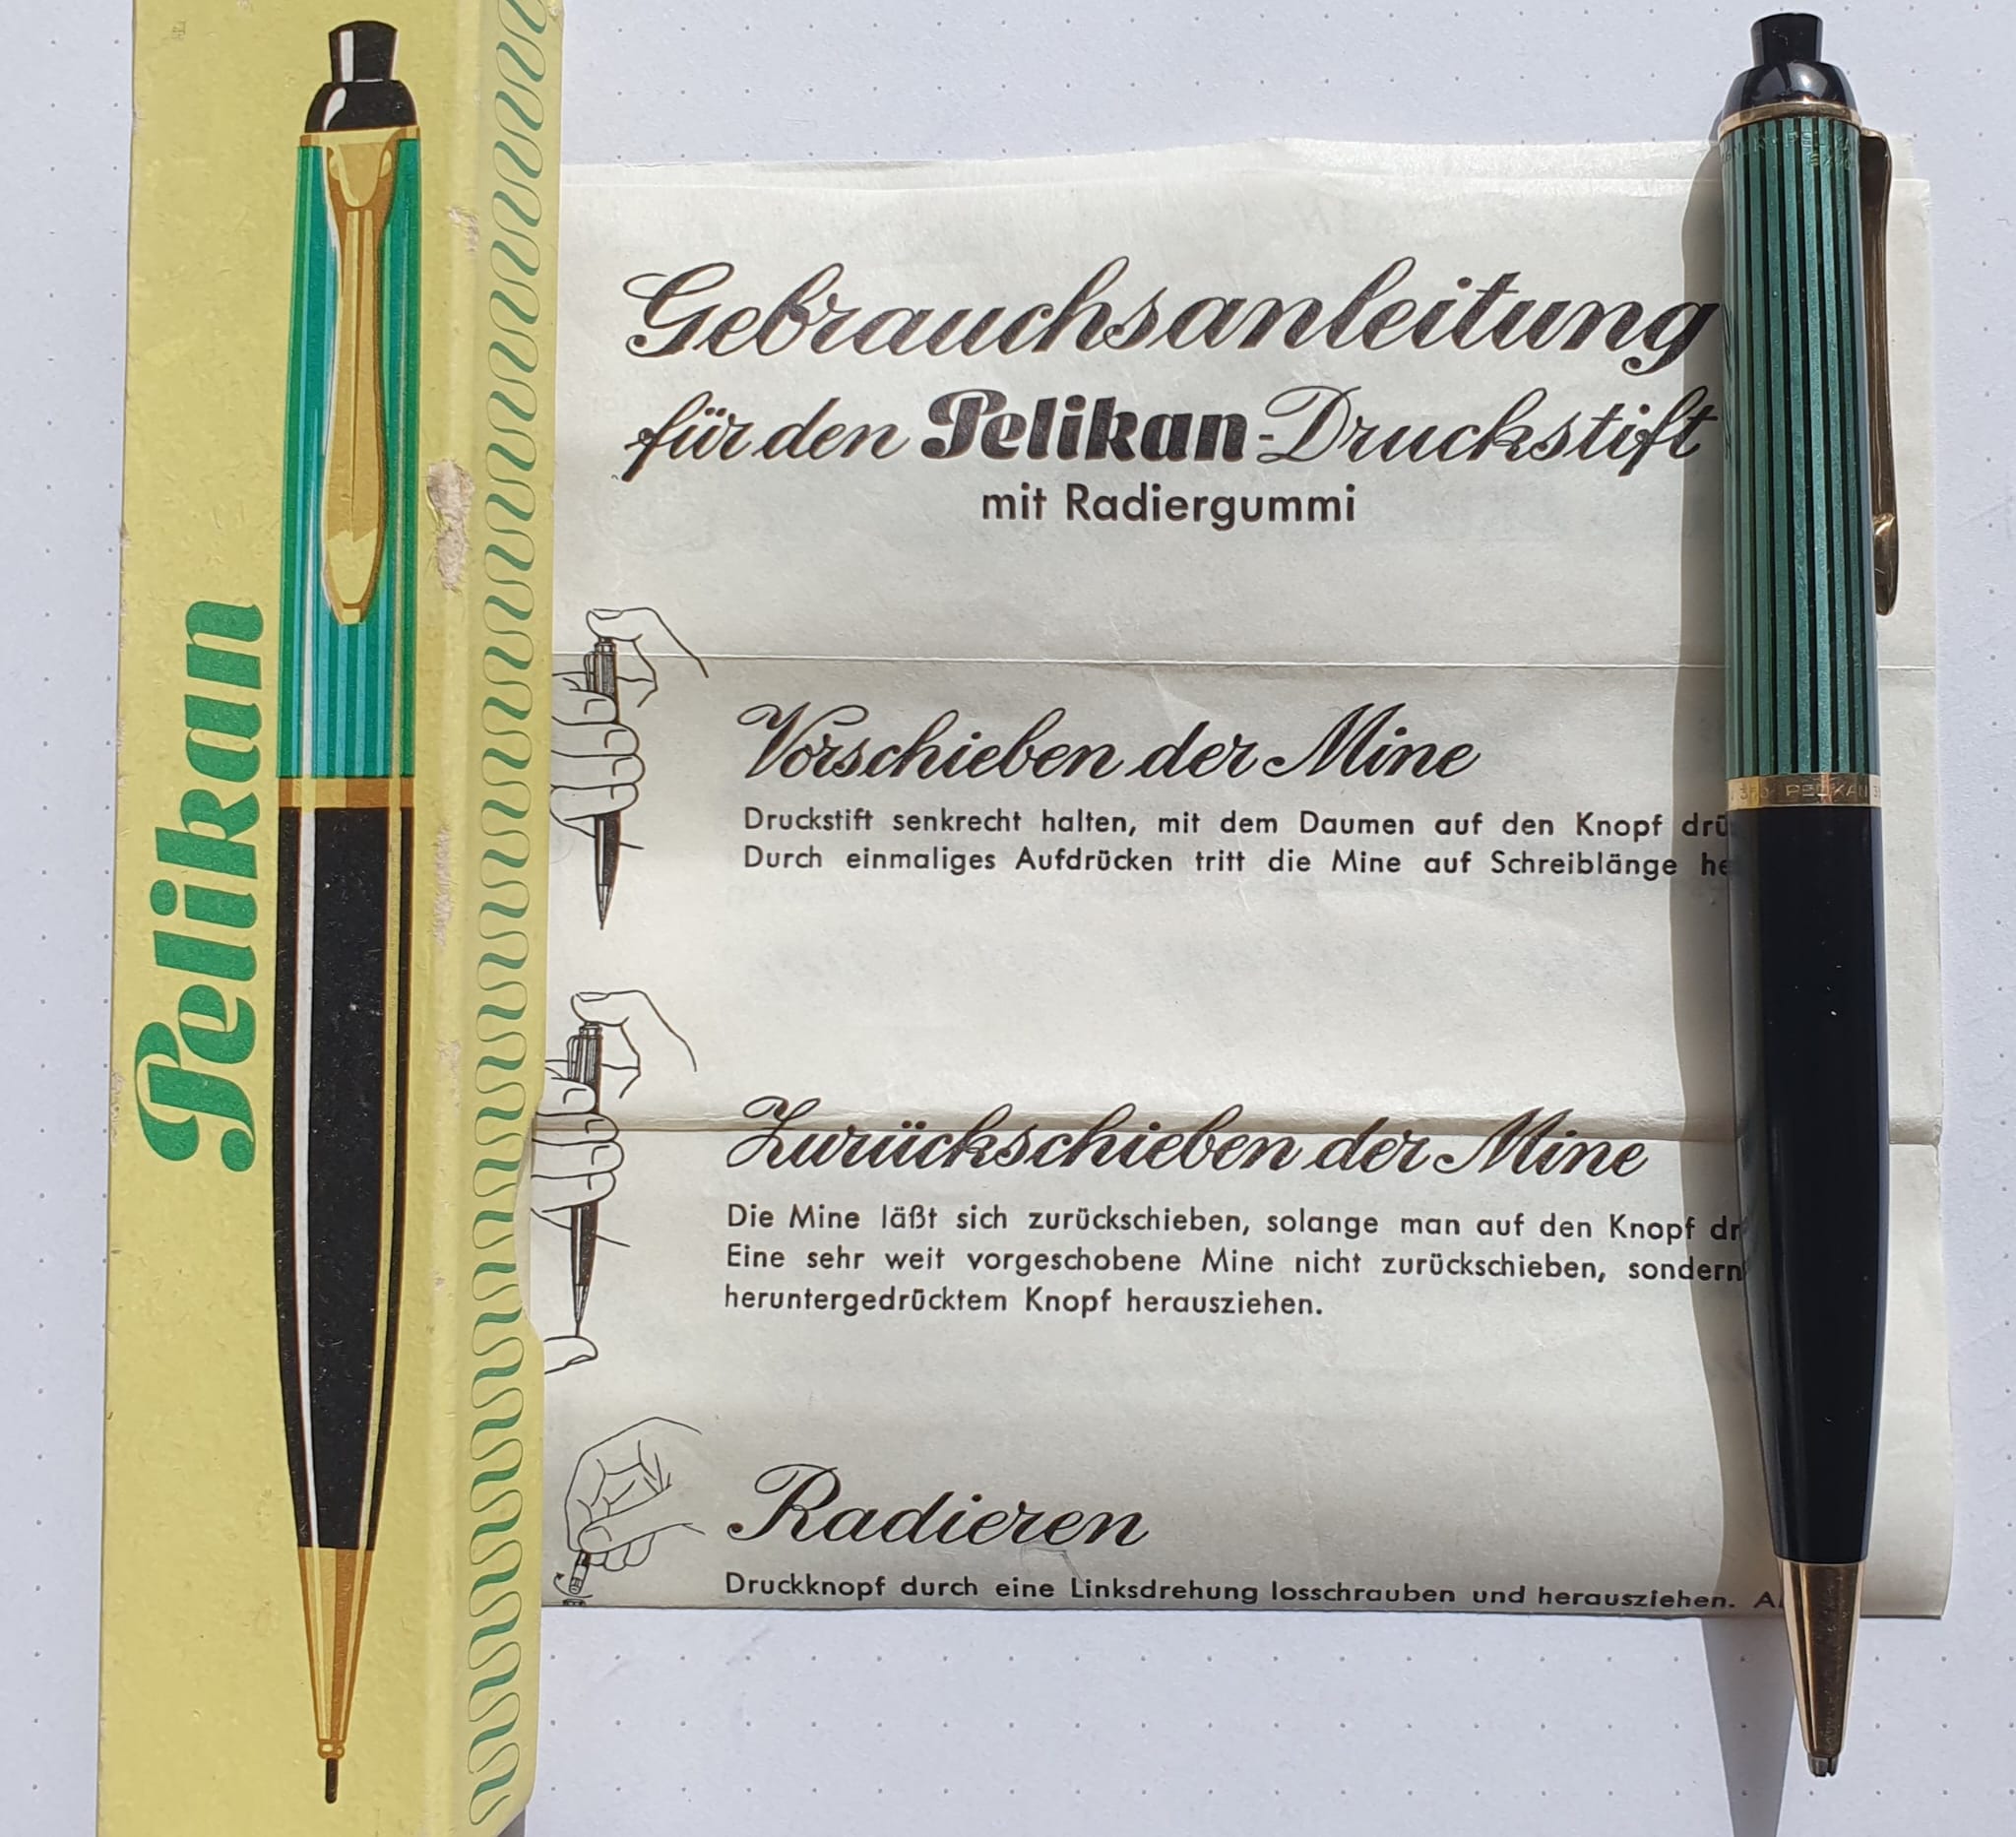 Pelikan
Gebrauchsanleitung
für den Pelikan-Druckstift
mit Radiergummi
Vorschieben der Mine
Druckstift senkrecht halten, mit dem Daumen auf den Knopf
Durch einmaliges Aufdrücken tritt die Mine auf Schreiblänge
Zurückschieben der Mine
Die Mine läßt sich zurückschieben, solange man auf den Knopf
Eine sehr weit vorgeschobene Mine nicht zurückschieben, sondern
heruntergedrücktem Knopf herausziehen.
Radieren
Druckknopf durch eine Linksdrehung losschrauben und herausziehen.
PELIKAN